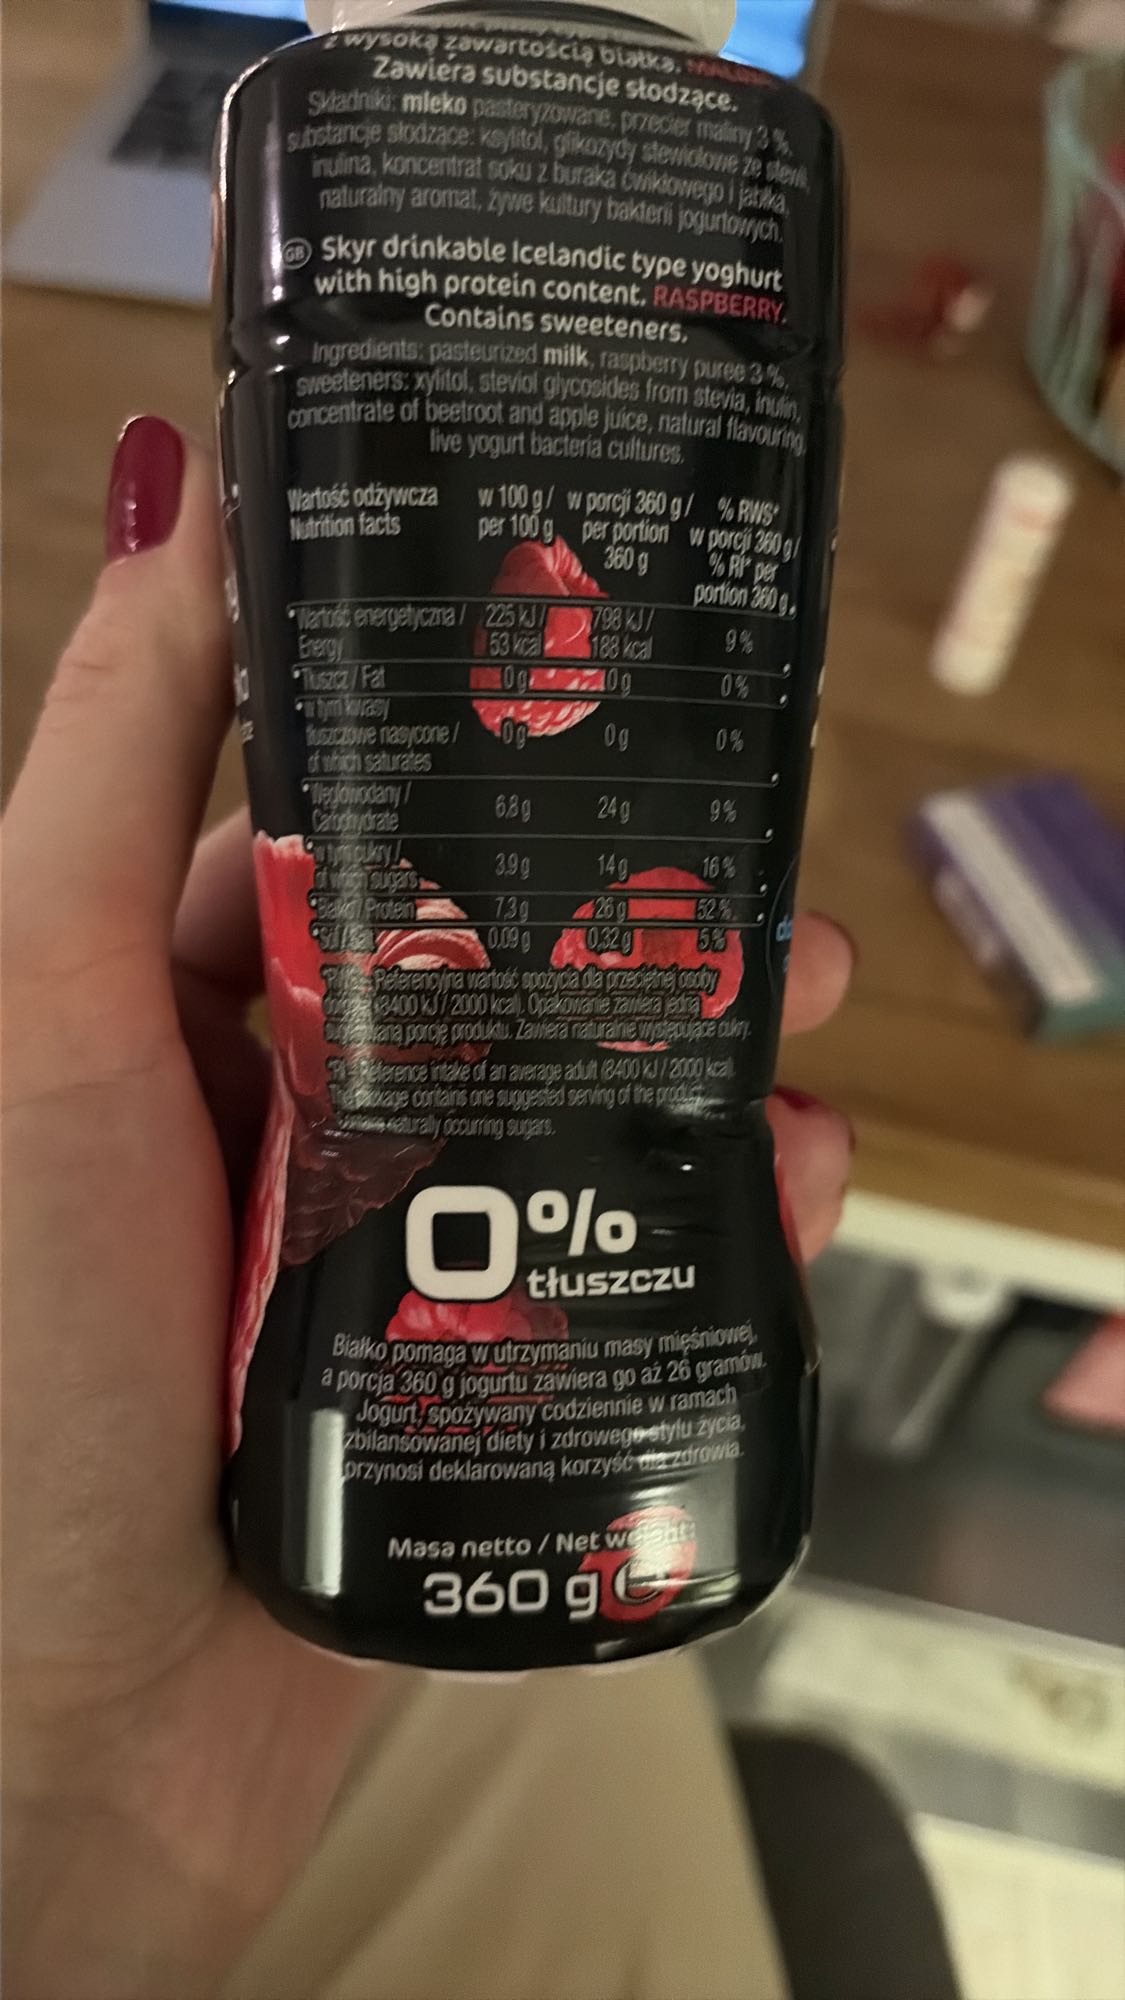 z wysoką zawartością białka.
Zawiera substancje słodzące.
Składniki: mleko pasteryzowane, przecier maliny 3 %,
substancje słodzące: ksylitol, glikozydy stewiolowe ze stewii,
inulina, koncentrat soku z buraka ćwikłowego i jabłka,
naturalny aromat, żywe kultury bakterii jogurtowych.
GB Skyr drinkable Icelandic type yoghurt
with high protein content. RASPBERRY.
Contains sweeteners.
Ingredients: pasteurized milk, raspberry puree 3 %,
sweeteners: xylitol, steviol glycosides from stevia, inulin,
concentrate of beetroot and apple juice, natural flavouring,
live yogurt bacteria cultures.
Wartość odżywcza w 100 g/ w porcji 360 g/ % RWS*
Nutrition facts per 100 g per portion w porcji 360 g/
360 g % RI* per
portion 360 g.
Wartość energetyczna / 225 kJ / 798 kJ /
Energy 53 kcal 188 kcal 9 %
Tłuszcz / Fat 0 g 0 g 0 %
w tym kwasy
tłuszczowe nasycone / 0 g 0 g 0 %
of which saturates
Węglowodany /
Carbohydrate 6,8 g 24 g 9 %
w tym cukry /
of which sugars 3,9 g 14 g 16 %
Białko / Protein 7,3 g 26 g 52 %
Sól / Salt 0,09 g 0,32 g 5 %
Referencyjna wartość spożycia dla przeciętnej osoby
(8400 kJ / 2000 kcal). Opakowanie zawiera jedną
porcję produktu. Zawiera naturalnie występujące cukry.
*RI - Reference intake of an average adult (8400 kJ / 2000 kcal).
The package contains one suggested serving of the product.
naturally occurring sugars.
0%
tłuszczu
Białko pomaga w utrzymaniu masy mięśniowej,
a porcja 360 g jogurtu zawiera go aż 26 gramów.
Jogurt, spożywany codziennie w ramach
zbilansowanej diety i zdrowego stylu życia,
przynosi deklarowaną korzyść dla zdrowia.
Masa netto / Net weight:
360 g ℮